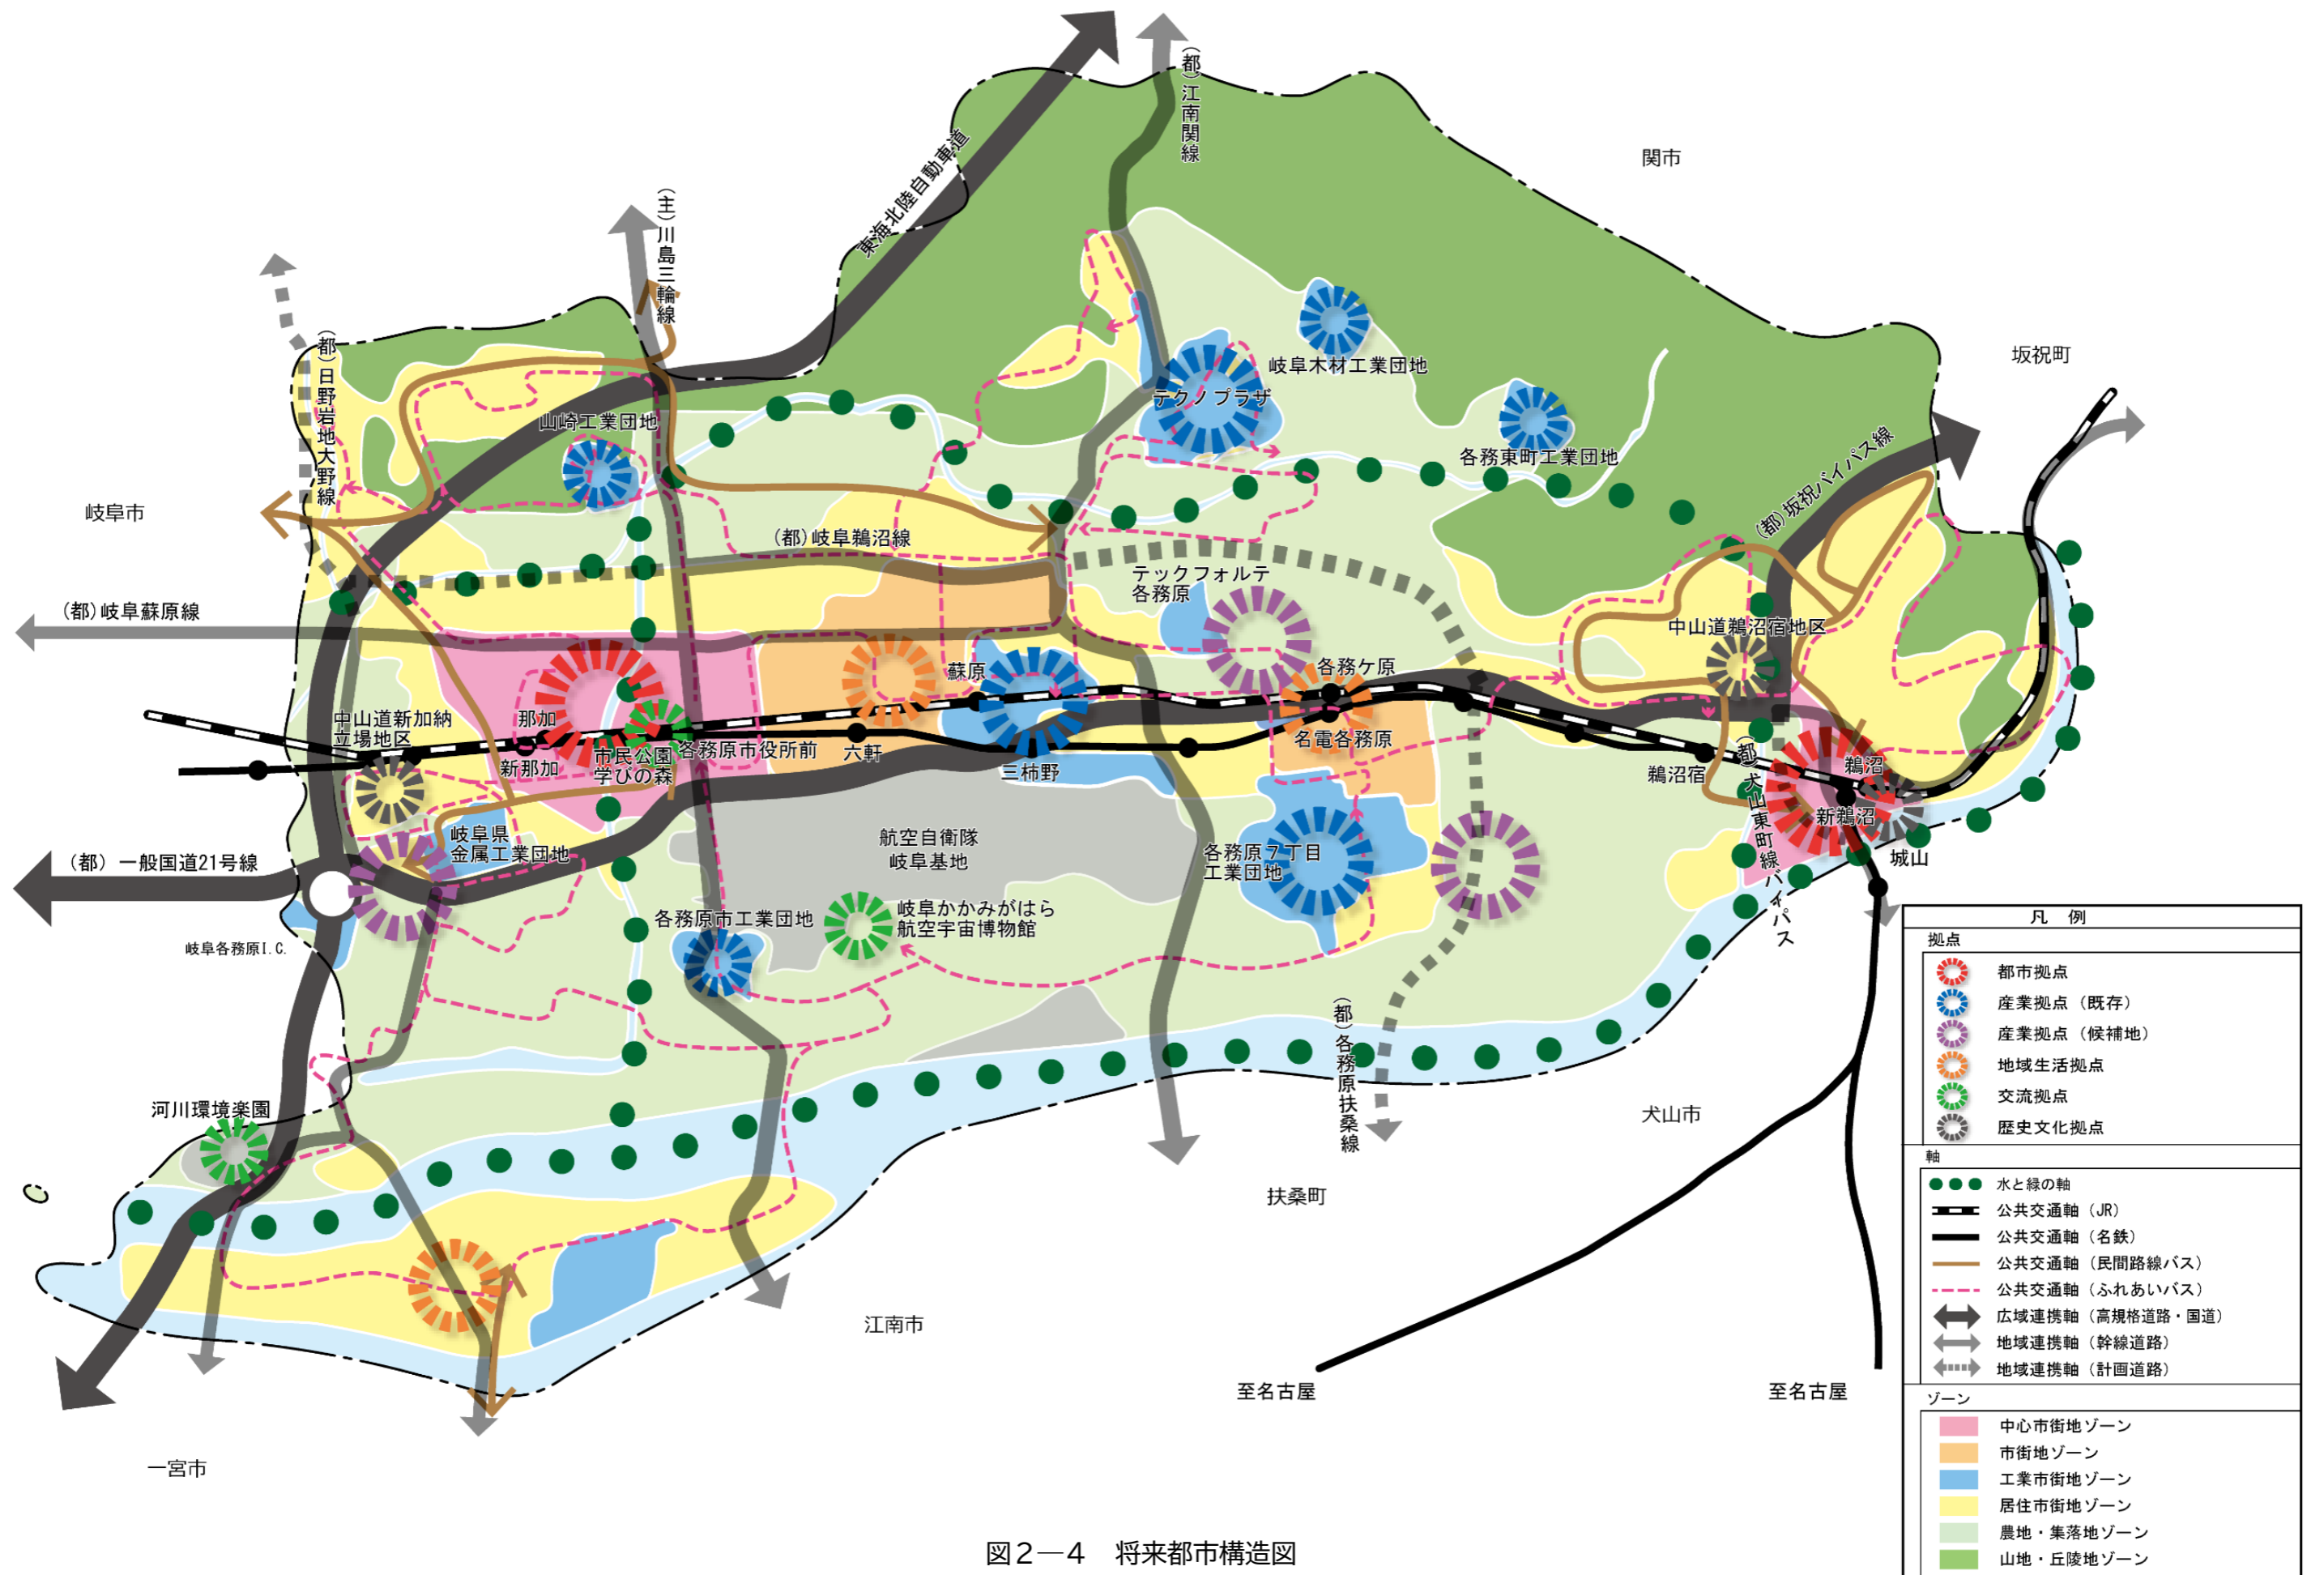 (都)江南関線
関市
東海北陸自動車道
(主)川島三輪線
(都)日野岩地大野線
坂祝町
岐阜木材工業団地
テクノプラザ
山崎工業団地
各務東町工業団地
(都)坂祝バイパス線
岐阜市
(都)岐阜鵜沼線
テックフォルテ
各務原
(都)岐阜蘇原線
中山道鵜沼宿地区
蘇原
各務ケ原
中山道新加納
立場地区
那加
新那加
市民公園
学びの森
各務原市役所前
六軒
三柿野
名電各務原
鵜沼宿
(都)犬山東町線バイパス
鵜沼
新鵜沼
城山
岐阜県
金属工業団地
(都)一般国道21号線
航空自衛隊
岐阜基地
各務原7丁目
工業団地
各務原市工業団地
岐阜かかみがはら
航空宇宙博物館
岐阜各務原I.C.
(都)各務原扶桑線
河川環境楽園
犬山市
扶桑町
江南市
至名古屋
至名古屋
一宮市
凡 例
拠点
都市拠点
産業拠点(既存)
産業拠点(候補地)
地域生活拠点
交流拠点
歴史文化拠点
軸
水と緑の軸
公共交通軸(JR)
公共交通軸(名鉄)
公共交通軸(民間路線バス)
公共交通軸(ふれあいバス)
広域連携軸(高規格道路・国道)
地域連携軸(幹線道路)
地域連携軸(計画道路)
ゾーン
中心市街地ゾーン
市街地ゾーン
工業市街地ゾーン
居住市街地ゾーン
農地・集落地ゾーン
山地・丘陵地ゾーン
図2―4 将来都市構造図